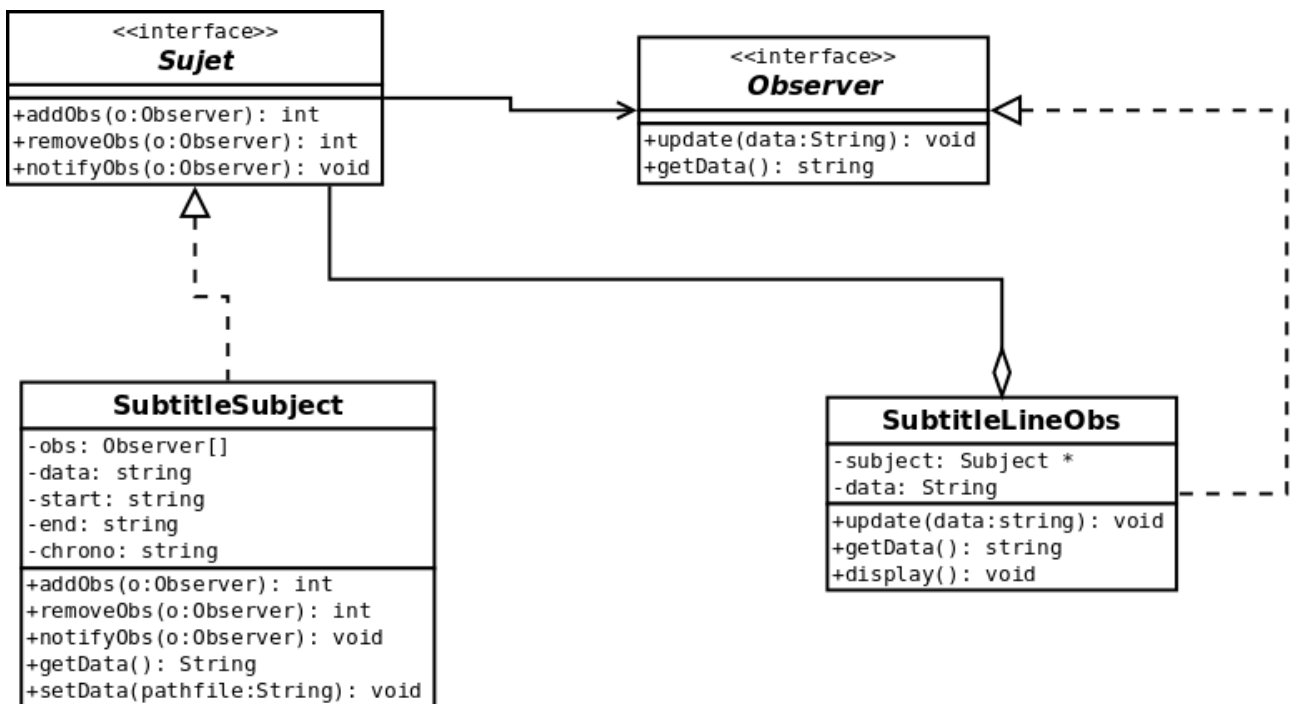 <<interface>>
Sujet
+addObs(o:Observer): int
+removeObs(o:Observer): int
+notifyObs(o:Observer): void
<<interface>>
Observer
+update(data:String): void
+getData(): string
SubtitleSubject
-obs: Observer[]
-data: string
-start: string
-end: string
-chrono: string
+addObs(o:Observer): int
+removeObs(o:Observer): int
+notifyObs(o:Observer): void
+getData(): String
+setData(pathfile:String): void
SubtitleLineObs
-subject: Subject *
-data: String
+update(data:string): void
+getData(): string
+display(): void